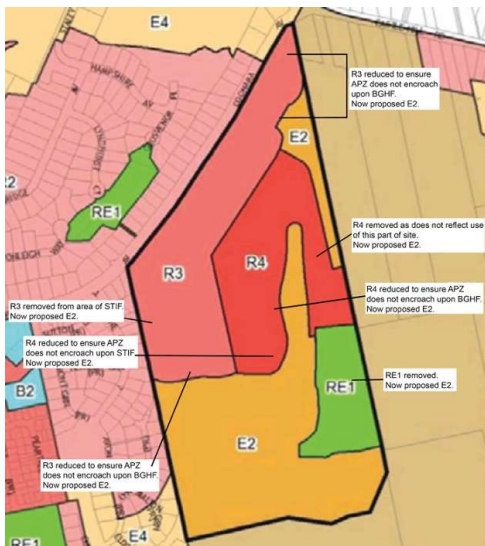 E4
HAMPSHIRE
AV
R3 reduced to ensure
APZ does not encroach
upon BGHF.
Now proposed E2.
E2
RE1
R2
R4 removed as does not reflect use
of this part of site.
Now proposed E2.
R3
R4
R4 reduced to ensure APZ
does not encroach upon BGHF.
Now proposed E2.
R3 removed from area of STIF.
Now proposed E2.
R4 reduced to ensure APZ
does not encroach upon STIF.
Now proposed E2.
RE1 removed.
Now proposed E2.
B2
RE1
E2
R3 reduced to ensure APZ
does not encroach upon BGHF.
Now proposed E2.
E4
RE1